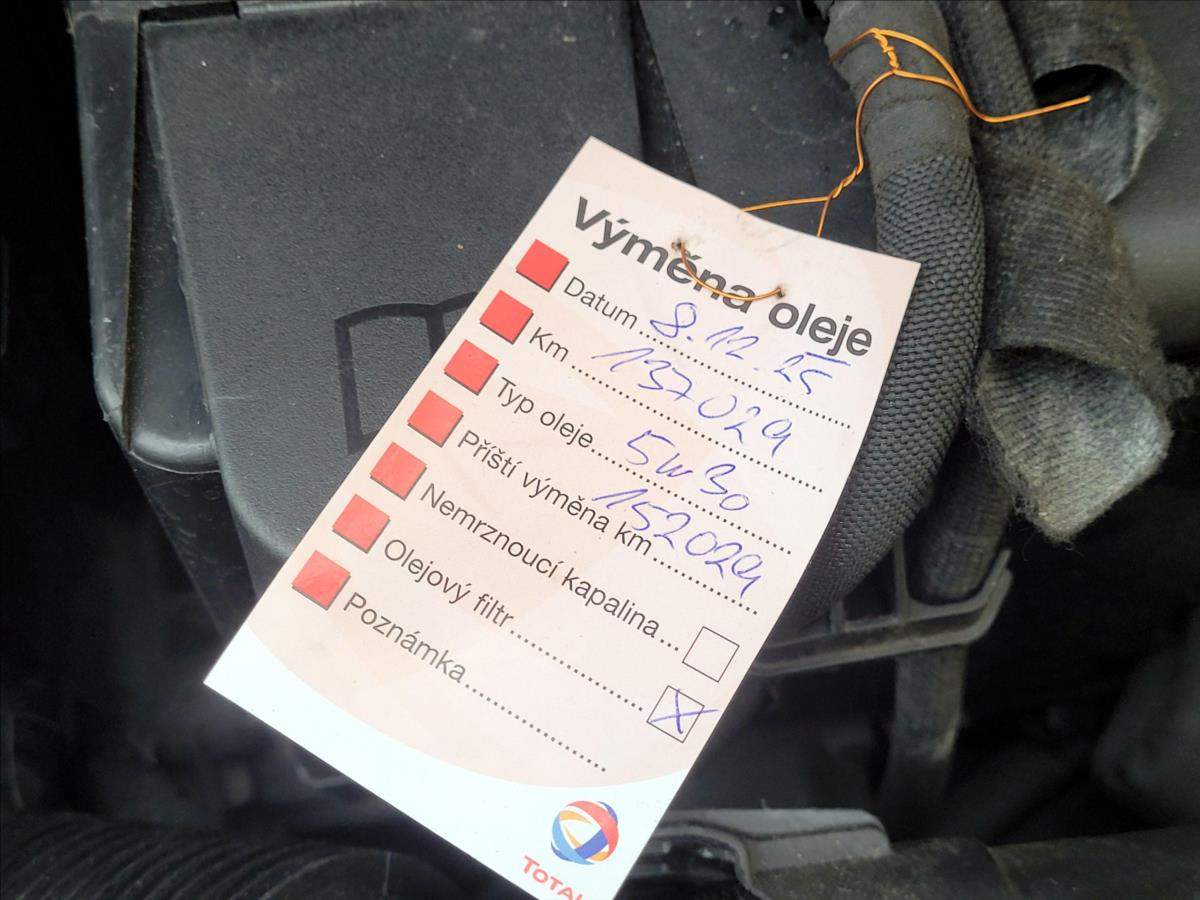 Výměna oleje
Datum 8.12.25
Km 137029
Typ oleje 5W30
Příští výměna km 152029
Nemrznoucí kapalina
Olejový filtr X
Poznámka
TOTAL